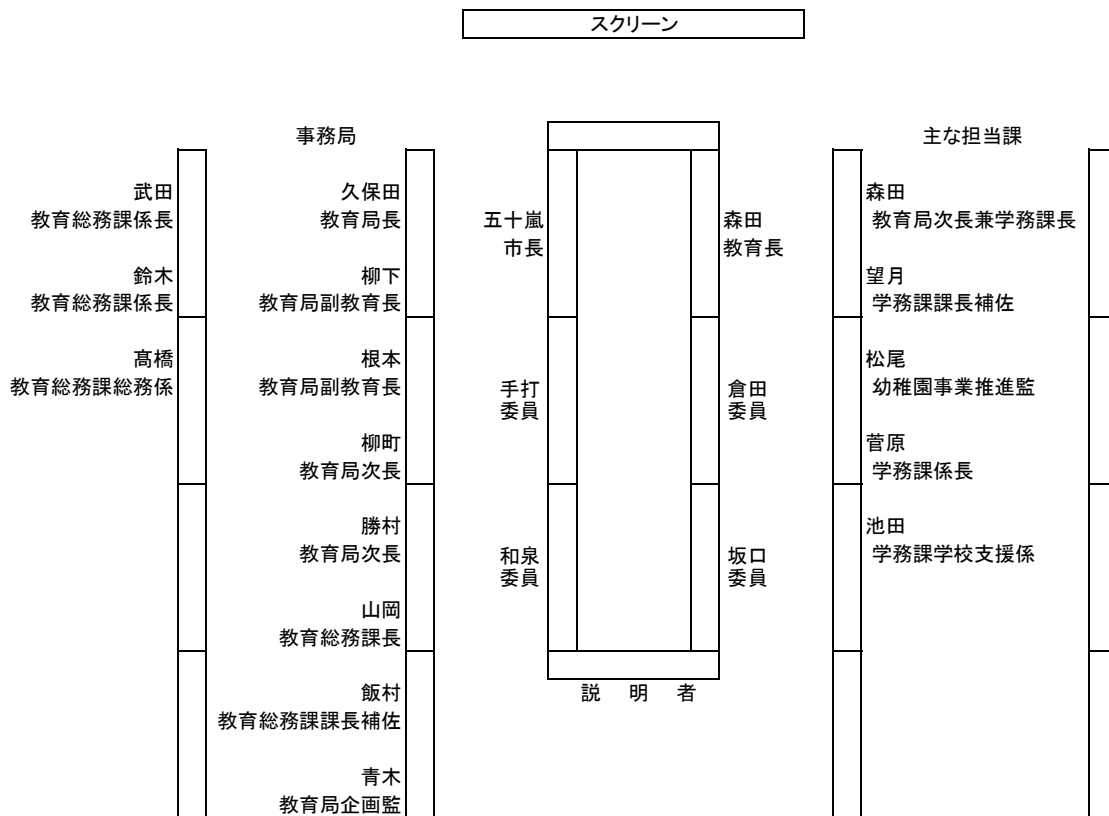 スクリーン
事務局
武田
教育総務課係長
鈴木
教育総務課係長
髙橋
教育総務課総務係
久保田
教育局長
柳下
教育局副教育長
根本
教育局副教育長
柳町
教育局次長
勝村
教育局次長
山岡
教育総務課長
飯村
教育総務課課長補佐
青木
教育局企画監
五十嵐
市長
手打
委員
和泉
委員
森田
教育長
倉田
委員
坂口
委員
説 明 者
主な担当課
森田
教育局次長兼学務課長
望月
学務課課長補佐
松尾
幼稚園事業推進監
菅原
学務課係長
池田
学務課学校支援係